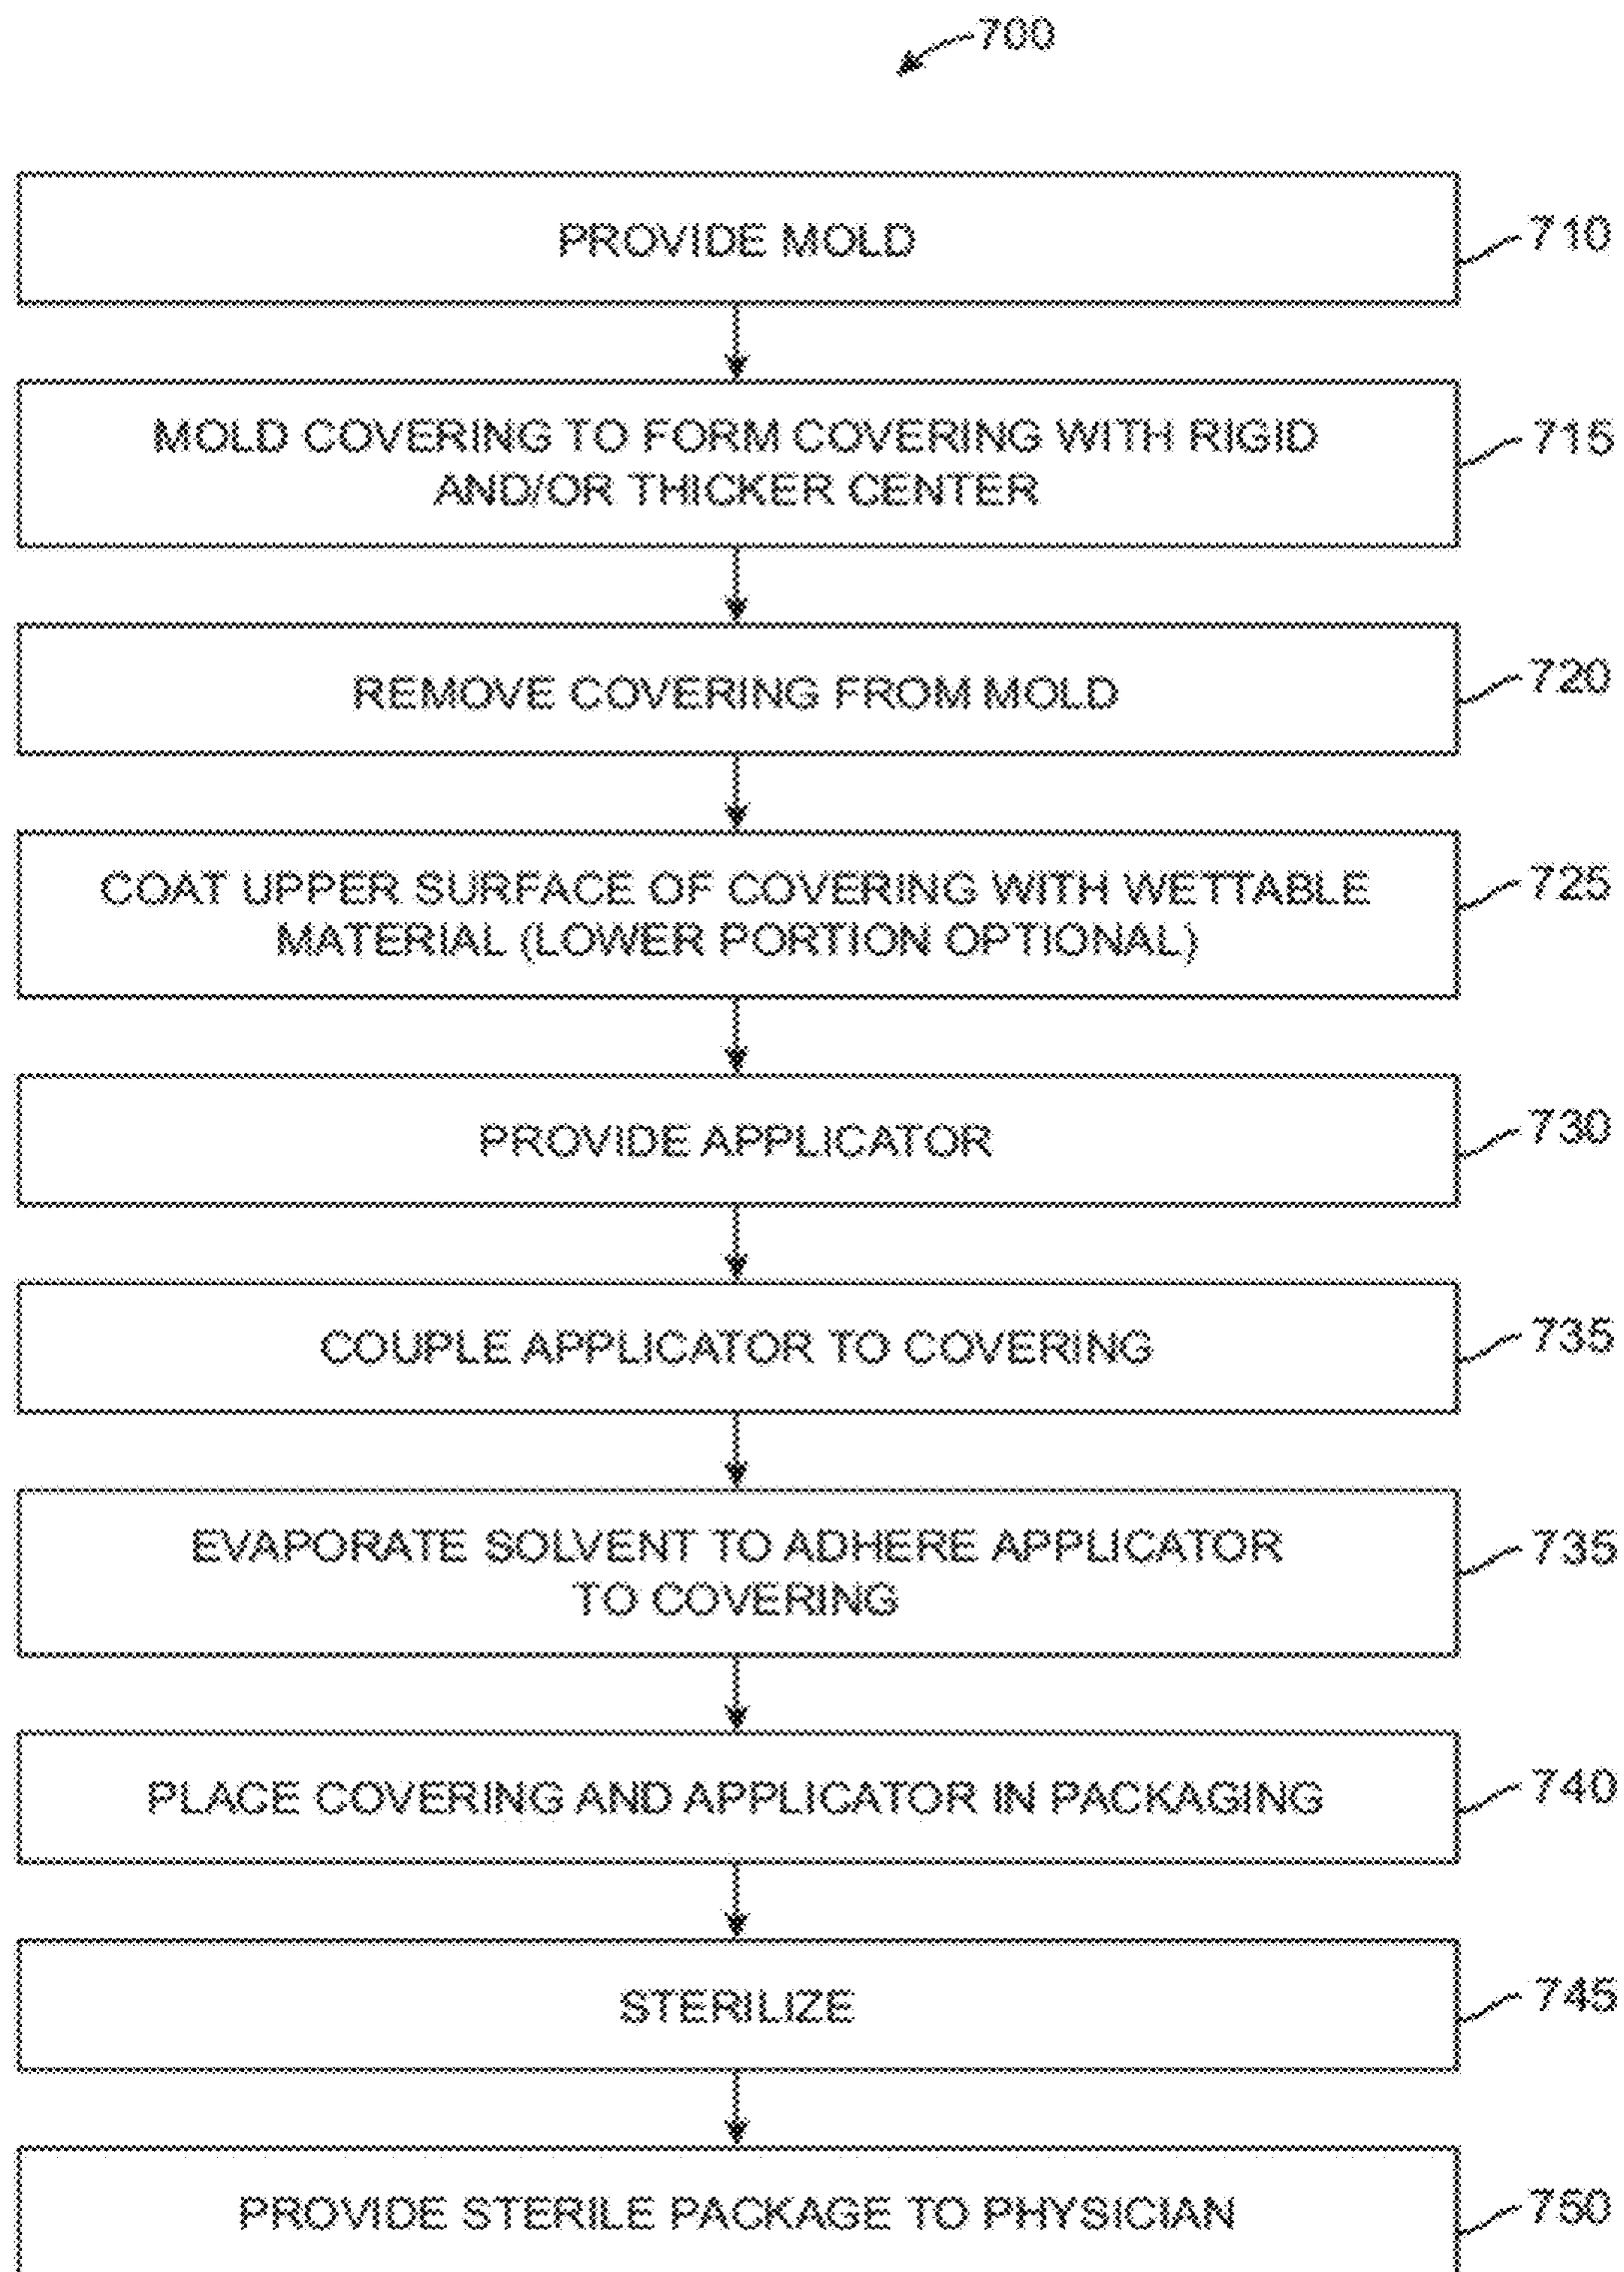 700
PROVIDE MOLD
710
MOLD COVERING TO FORM COVERING WITH RIGID
AND/OR THICKER CENTER
715
REMOVE COVERING FROM MOLD
720
COAT UPPER SURFACE OF COVERING WITH WETTABLE
MATERIAL (LOWER PORTION OPTIONAL)
725
PROVIDE APPLICATOR
730
COUPLE APPLICATOR TO COVERING
735
EVAPORATE SOLVENT TO ADHERE APPLICATOR
TO COVERING
735
PLACE COVERING AND APPLICATOR IN PACKAGING
740
STERILIZE
745
PROVIDE STERILE PACKAGE TO PHYSICIAN
750